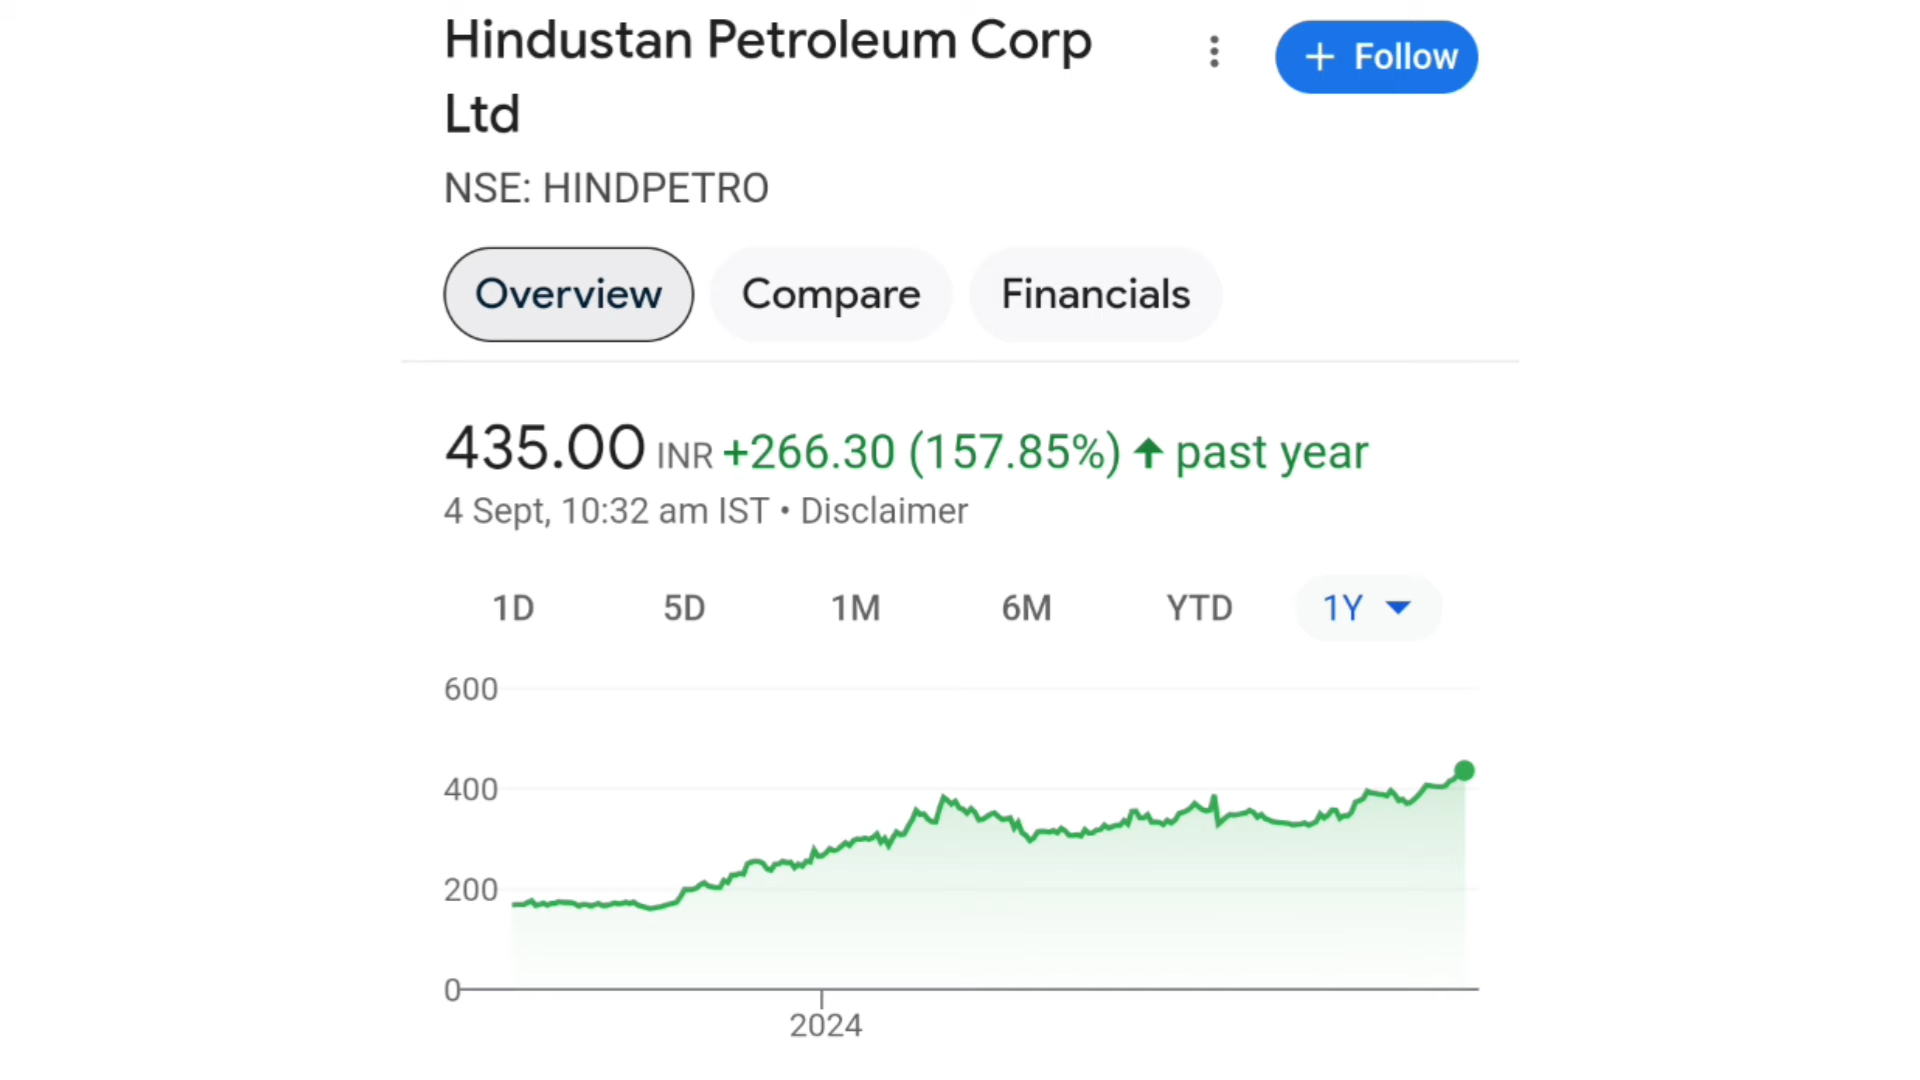 Hindustan Petroleum Corp
Ltd
+ Follow
NSE: HINDPETRO
Overview Compare Financials
435.00 INR +266.30 (157.85%) ↑ past year
4 Sept, 10:32 am IST • Disclaimer
1D 5D 1M 6M YTD 1Y
600
400
200
0
2024